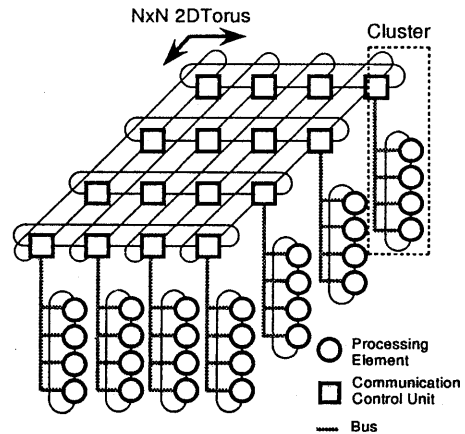 NxN 2DTorus
Cluster
Processing
Element
Communication
Control Unit
Bus